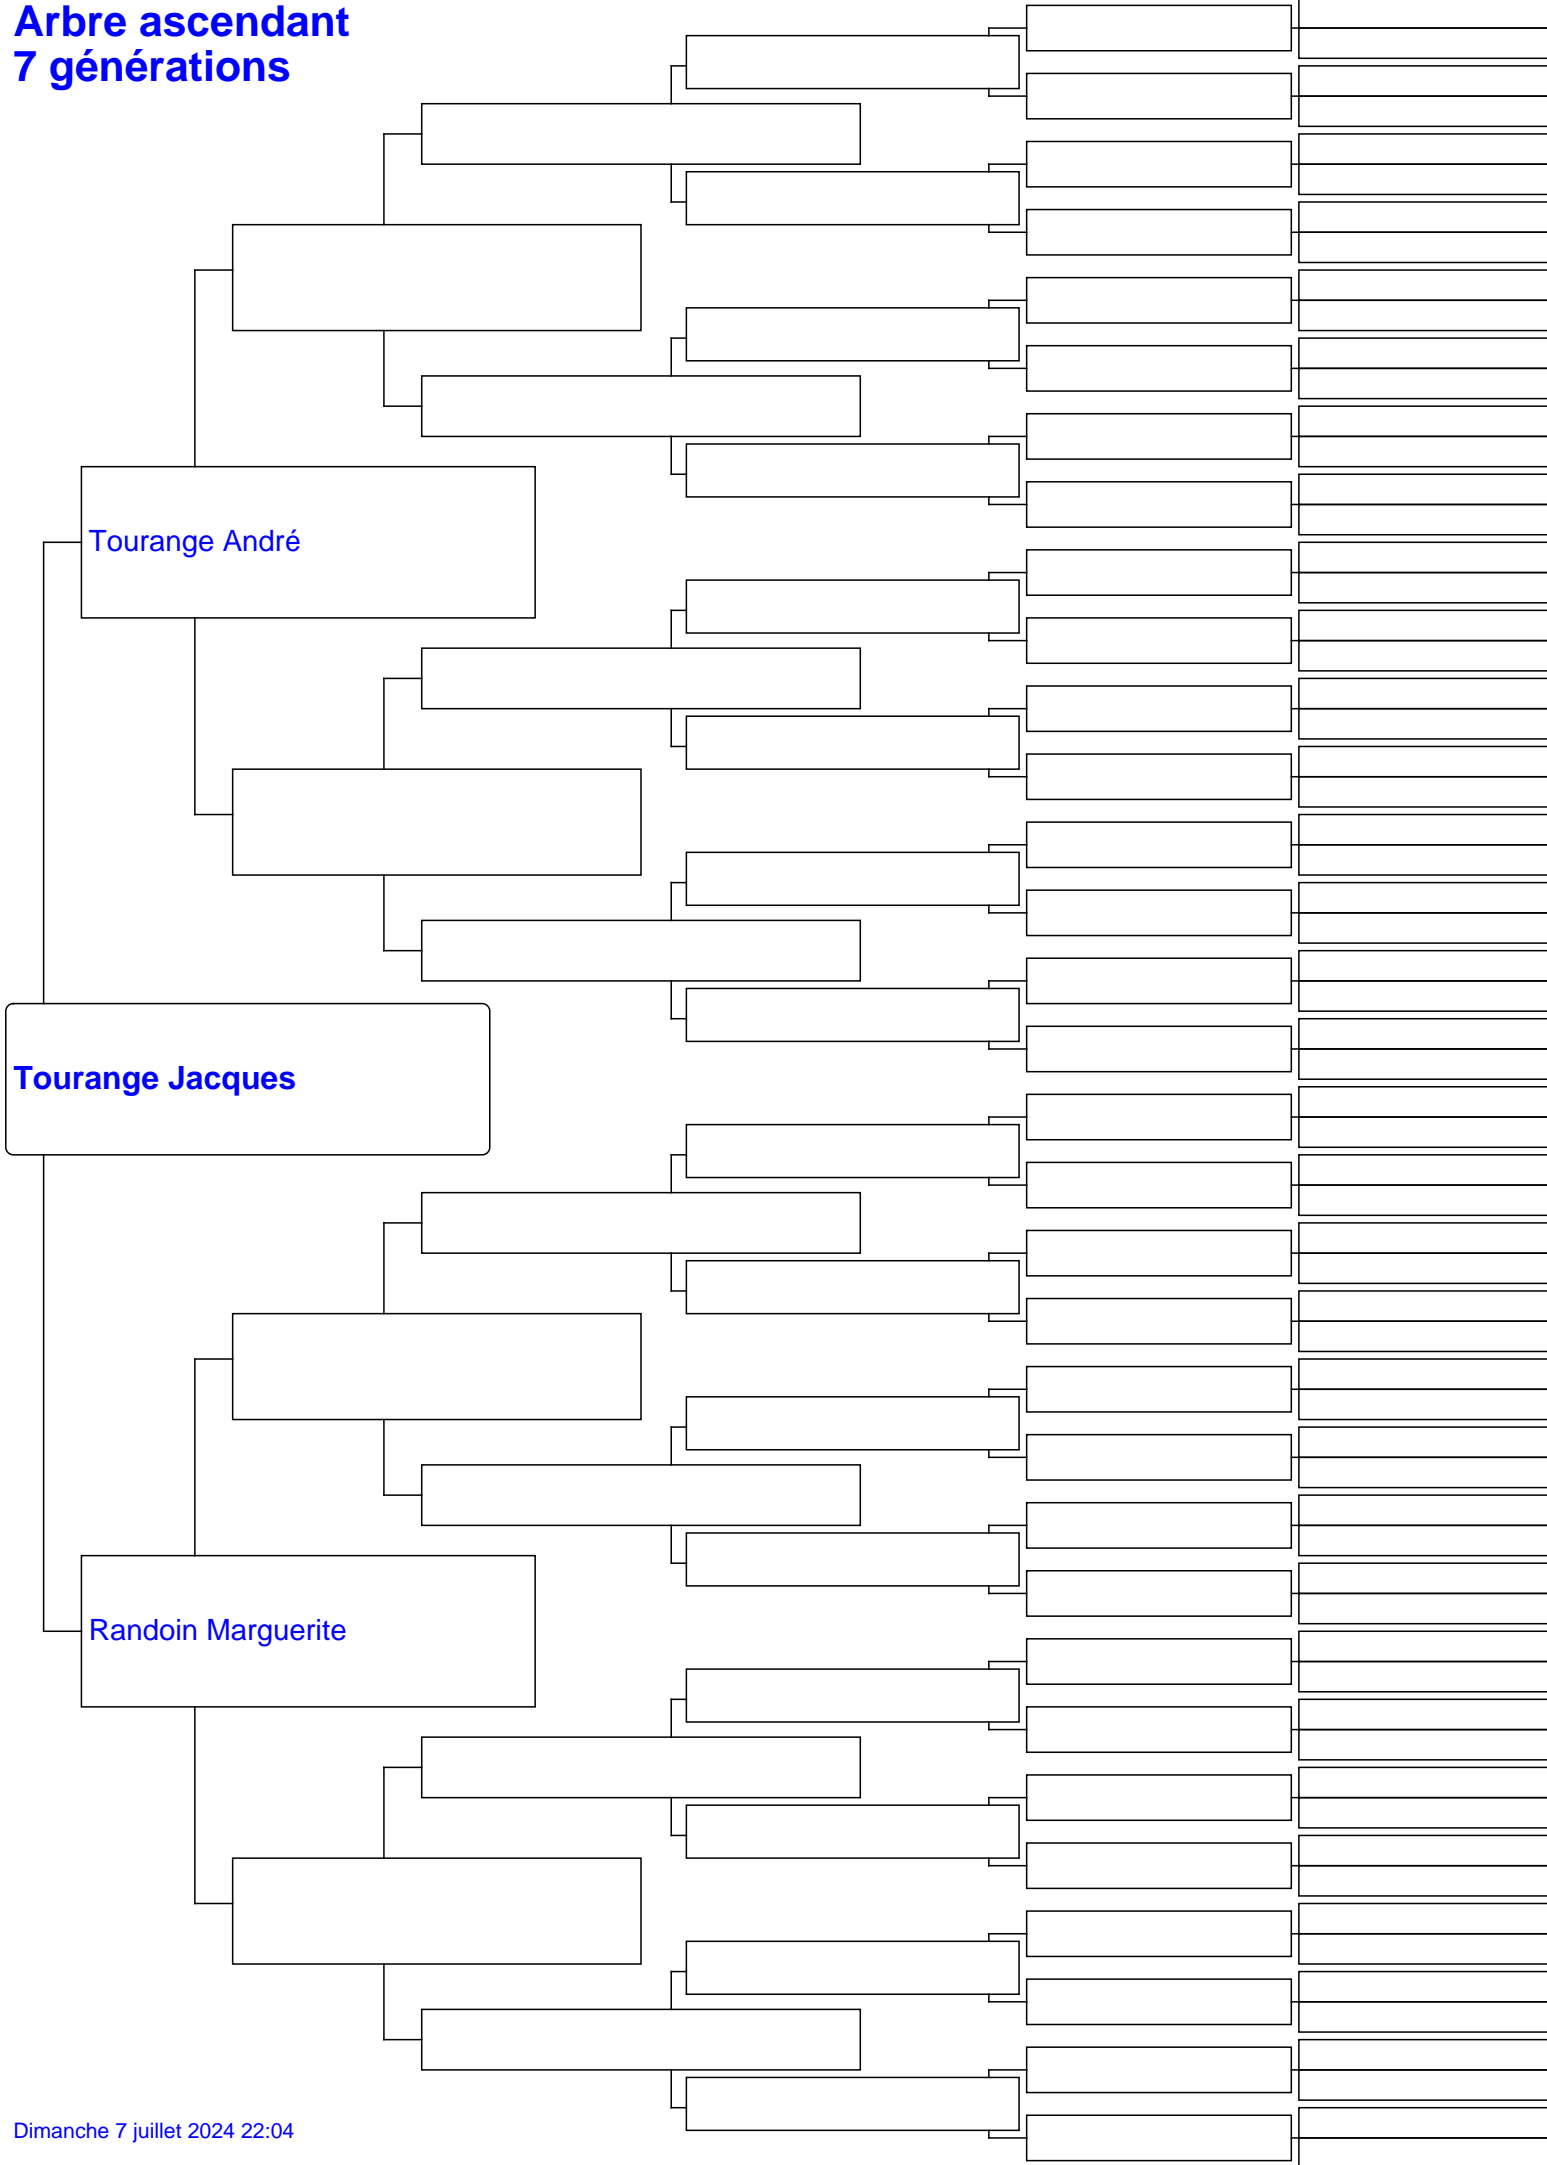 Arbre ascendant
7 générations
Tourange André
Tourange Jacques
Randoin Marguerite
Dimanche 7 juillet 2024 22:04